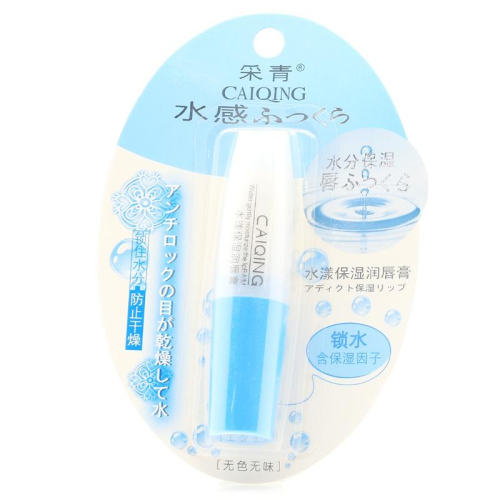 采青®
CAIQING
水感ふっくら
水分保湿
唇ふっくら
アンチロックの目が乾燥して水
锁住水分
防止干燥
CAIQING
水漾保湿润唇膏
アディクト保湿リップ
锁水
含保湿因子
[无色无味]